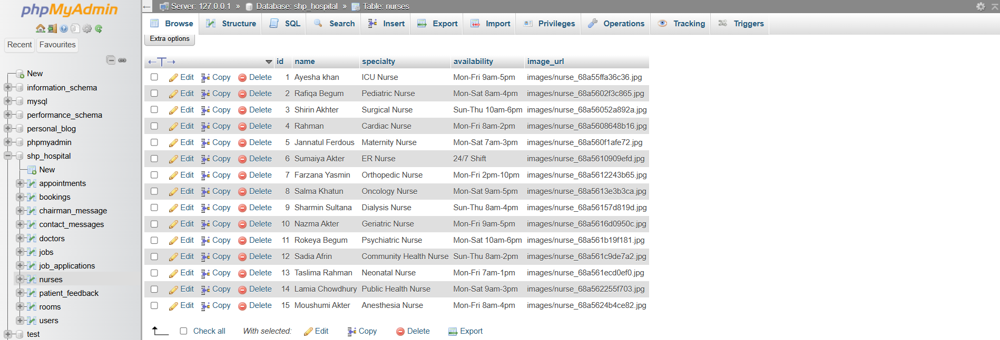 phpMyAdmin
Recent Favourites
New
information_schema
mysql
performance_schema
personal_blog
phpmyadmin
shp_hospital
New
appointments
bookings
chairman_message
contact_messages
doctors
jobs
job_applications
nurses
patient_feedback
rooms
users
test
Server: 127.0.0.1 » Database: shp_hospital » Table: nurses
Browse Structure SQL Search Insert Export Import Privileges Operations Tracking Triggers
Extra options
id name specialty availability image_url
Edit Copy Delete 1 Ayesha khan ICU Nurse Mon-Fri 9am-5pm images/nurse_68a55ffa36c36.jpg
Edit Copy Delete 2 Rafiqa Begum Pediatric Nurse Mon-Sat 8am-4pm images/nurse_68a5602f3c865.jpg
Edit Copy Delete 3 Shirin Akhter Surgical Nurse Sun-Thu 10am-6pm images/nurse_68a56052a892a.jpg
Edit Copy Delete 4 Rahman Cardiac Nurse Mon-Fri 8am-2pm images/nurse_68a5608648b16.jpg
Edit Copy Delete 5 Jannatul Ferdous Maternity Nurse Mon-Sat 7am-3pm images/nurse_68a560f1afe72.jpg
Edit Copy Delete 6 Sumaiya Akter ER Nurse 24/7 Shift images/nurse_68a5610909efd.jpg
Edit Copy Delete 7 Farzana Yasmin Orthopedic Nurse Mon-Fri 2pm-10pm images/nurse_68a5612243b65.jpg
Edit Copy Delete 8 Salma Khatun Oncology Nurse Mon-Sat 9am-5pm images/nurse_68a5613e3b3ca.jpg
Edit Copy Delete 9 Sharmin Sultana Dialysis Nurse Sun-Thu 8am-4pm images/nurse_68a56157d819d.jpg
Edit Copy Delete 10 Nazma Akter Geriatric Nurse Mon-Fri 9am-5pm images/nurse_68a5616d0950c.jpg
Edit Copy Delete 11 Rokeya Begum Psychiatric Nurse Mon-Sat 10am-6pm images/nurse_68a561b19f181.jpg
Edit Copy Delete 12 Sadia Afrin Community Health Nurse Sun-Thu 8am-2pm images/nurse_68a561c9de7a2.jpg
Edit Copy Delete 13 Taslima Rahman Neonatal Nurse Mon-Fri 7am-1pm images/nurse_68a561ecd0ef0.jpg
Edit Copy Delete 14 Lamia Chowdhury Public Health Nurse Mon-Sat 9am-3pm images/nurse_68a562255f703.jpg
Edit Copy Delete 15 Moushumi Akter Anesthesia Nurse Mon-Fri 8am-4pm images/nurse_68a5624b4ce82.jpg
Check all With selected: Edit Copy Delete Export